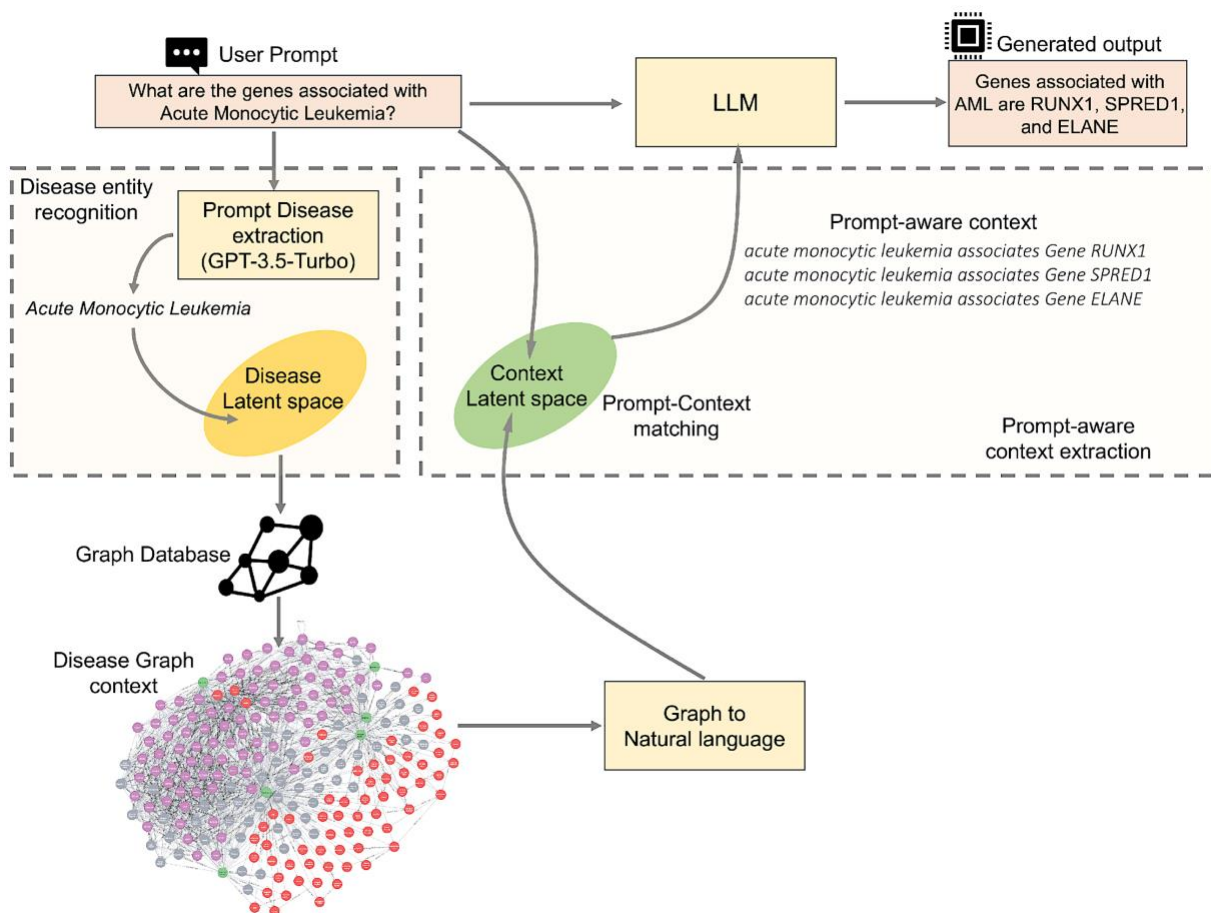 User Prompt
What are the genes associated with
Acute Monocytic Leukemia?
LLM
Generated output
Genes associated with
AML are RUNX1, SPRED1,
and ELANE
Disease entity
recognition
Prompt Disease
extraction
(GPT-3.5-Turbo)
Acute Monocytic Leukemia
Disease
Latent space
Prompt-aware context
acute monocytic leukemia associates Gene RUNX1
acute monocytic leukemia associates Gene SPRED1
acute monocytic leukemia associates Gene ELANE
Context
Latent space
Prompt-Context
matching
Prompt-aware
context extraction
Graph Database
Disease Graph
context
Graph to
Natural language